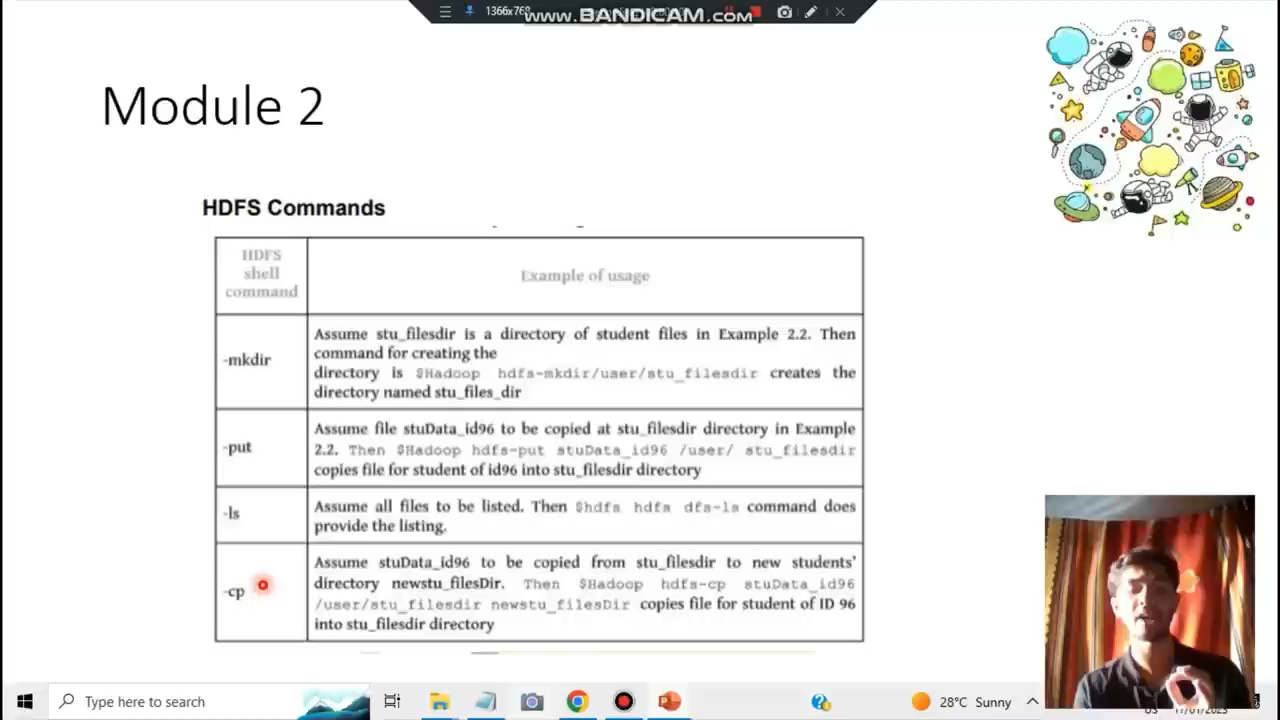 1366x768
www.BANDICAM.com
Module 2
HDFS Commands
HDFS
shell
command
Example of usage
-mkdir
Assume stu_filesdir is a directory of student files in Example 2.2. Then
command for creating the
directory is $Hadoop hdfs-mkdir/user/stu_filesdir creates the
directory named stu_files_dir
-put
Assume file stuData_id96 to be copied at stu_filesdir directory in Example
2.2. Then $Hadoop hdfs-put stuData_id96 /user/ stu_filesdir
copies file for student of id96 into stu_filesdir directory
-ls
Assume all files to be listed. Then $hdfs hdfs dfs-ls command does
provide the listing.
-cp
Assume stuData_id96 to be copied from stu_filesdir to new students'
directory newstu_filesDir. Then $Hadoop hdfs-cp stuData_id96
/user/stu_filesdir newstu_filesDir copies file for student of ID 96
into stu_filesdir directory
Type here to search
28°C Sunny
17/01/2023